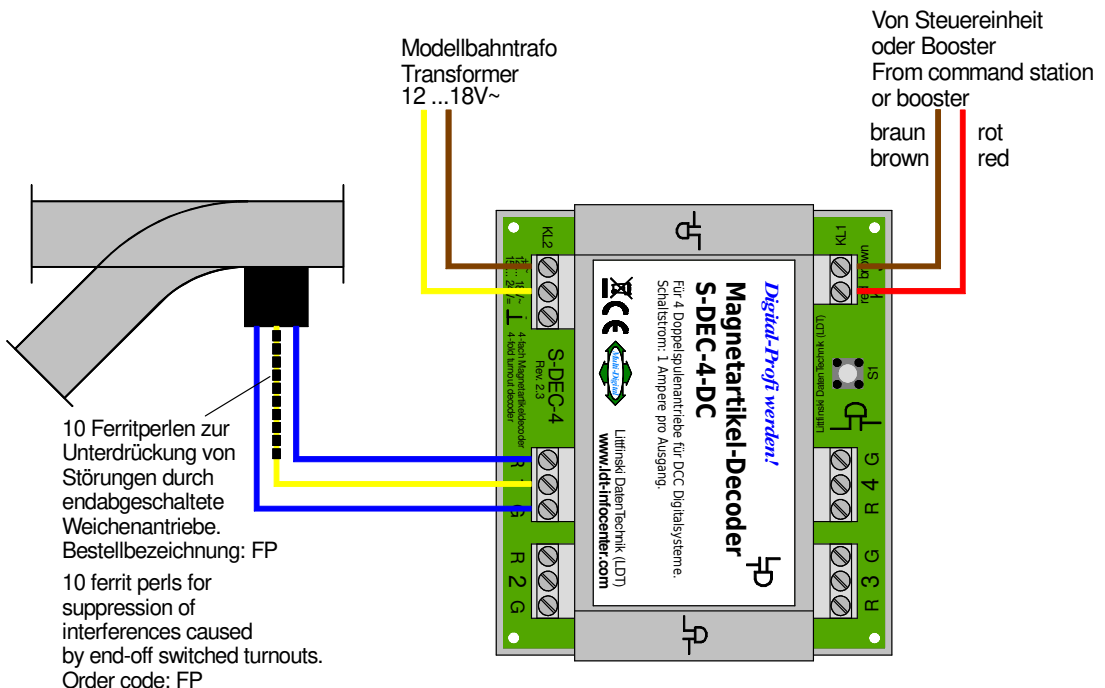 Modellbahntrafo
Transformer
12 ...18V~
Von Steuereinheit
oder Booster
From command station
or booster
braun
brown
rot
red
10 Ferritperlen zur
Unterdrückung von
Störungen durch
endabgeschaltete
Weichenantriebe.
Bestellbezeichnung: FP
10 ferrit perls for
suppression of
interferences caused
by end-off switched turnouts.
Order code: FP
KL2
S-DEC-4
Rev. 2.3
4-fach Magnetartikeldecoder
4-fold turnout decoder
R
G
R 2 G
Digital-Profi werden!
Magnetartikel-Decoder
S-DEC-4-DC
Für 4 Doppelspulenantriebe für DCC Digitalsysteme.
Schaltstrom: 1 Ampere pro Ausgang.
CE
Multi-Digital
Littfinski DatenTechnik (LDT)
www.ldt-infocenter.com
KL1
red brown
S1
Littfinski DatenTechnik (LDT)
R 4 G
R 3 G